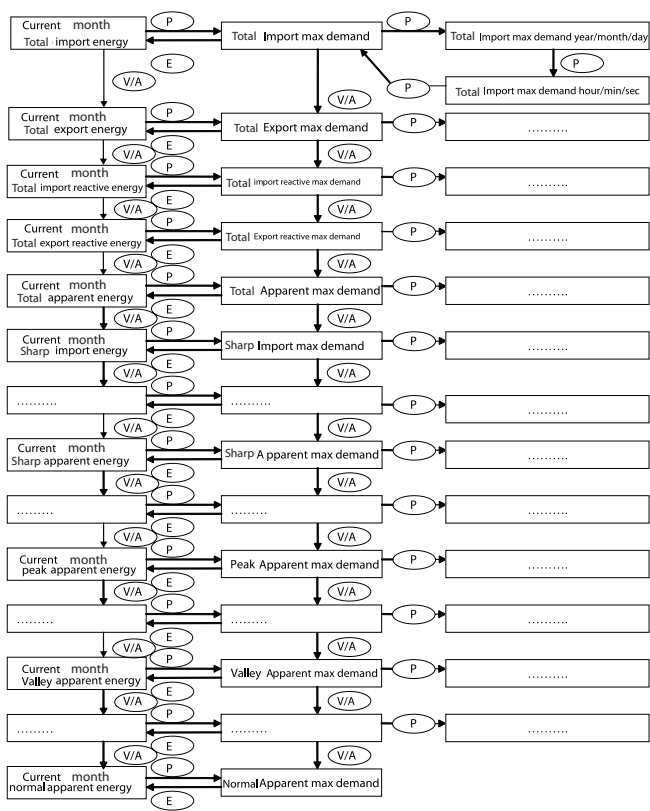 Current month
Total import energy
P
Total Import max demand
P
Total Import max demand year/month/day
E
P
V/A
P
Total Import max demand hour/min/sec
V/A
Current month
Total export energy
P
Total Export max demand
P
..........
V/A
E
V/A
Current month
Total import reactive energy
P
Total import reactive max demand
P
..........
V/A
E
V/A
Current month
Total export reactive energy
P
Total Export reactive max demand
P
..........
V/A
E
V/A
Current month
Total apparent energy
P
Total Apparent max demand
P
..........
V/A
E
V/A
Current month
Sharp import energy
P
Sharp Import max demand
P
..........
V/A
E
V/A
..........
P
..........
P
..........
V/A
E
V/A
Current month
Sharp apparent energy
P
Sharp A pparent max demand
P
..........
V/A
E
V/A
..........
P
..........
P
..........
V/A
E
V/A
Current month
peak apparent energy
P
Peak Apparent max demand
P
..........
V/A
E
V/A
..........
P
..........
P
..........
V/A
E
V/A
Current month
Valley apparent energy
P
Valley Apparent max demand
P
..........
V/A
E
V/A
..........
P
..........
P
..........
V/A
E
V/A
Current month
normal apparent energy
P
Normal Apparent max demand
E